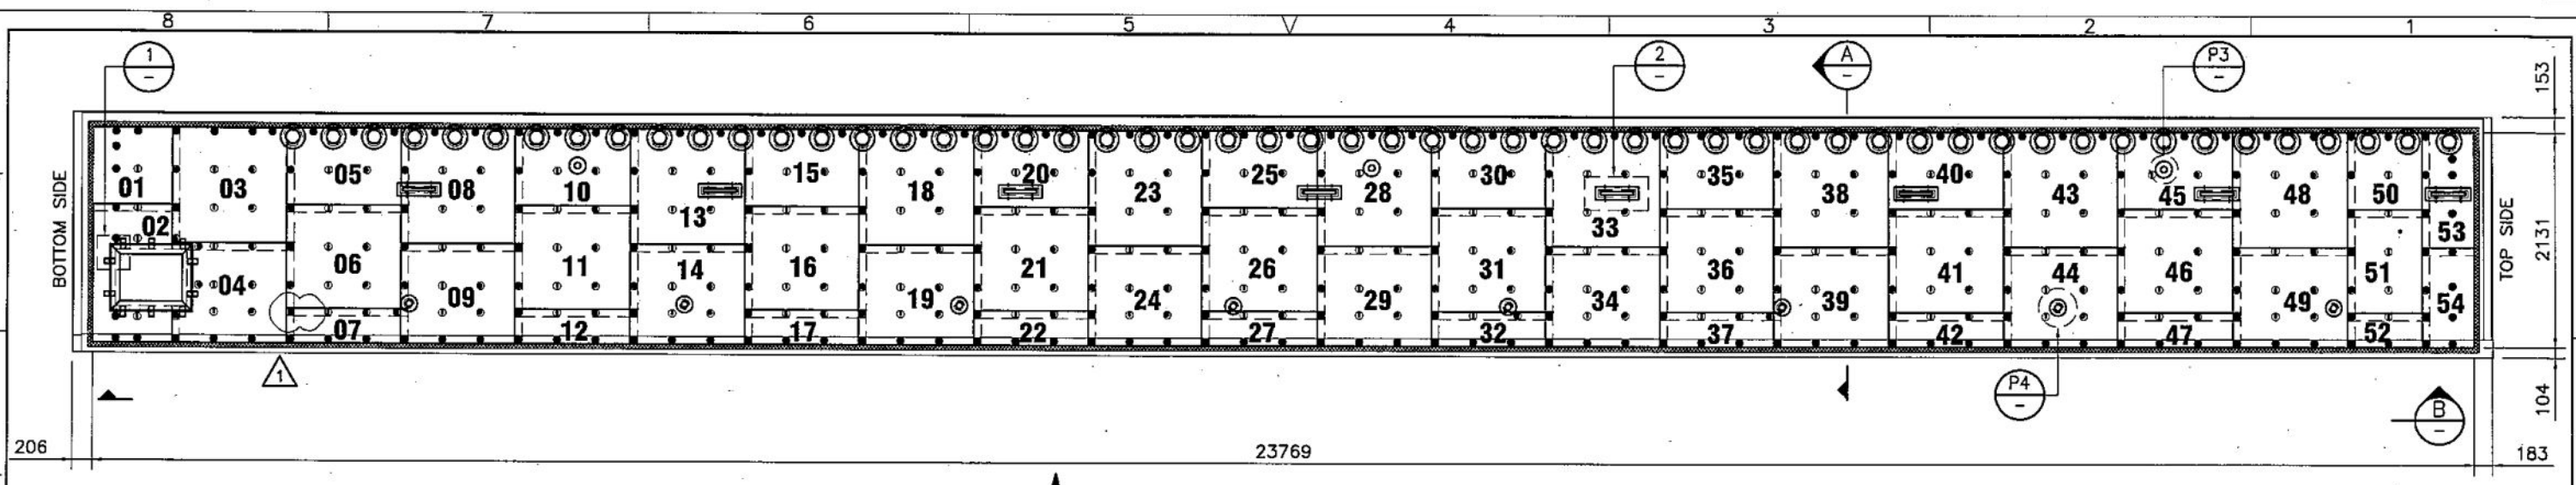 8 7 6 5 4 3 2 1
1 2 A P3
– – – –
153
BOTTOM SIDE
TOP SIDE
2131
01 03 05 08 10 13 15 18 20 23 25 28 30 33 35 38 40 43 45 48 50 53
02 04 06 09 11 14 16 19 21 24 26 29 31 34 36 39 41 44 46 49 51 54
07 12 17 22 27 32 37 42 47 52
1
P4
–
B
–
104
206 23769 183